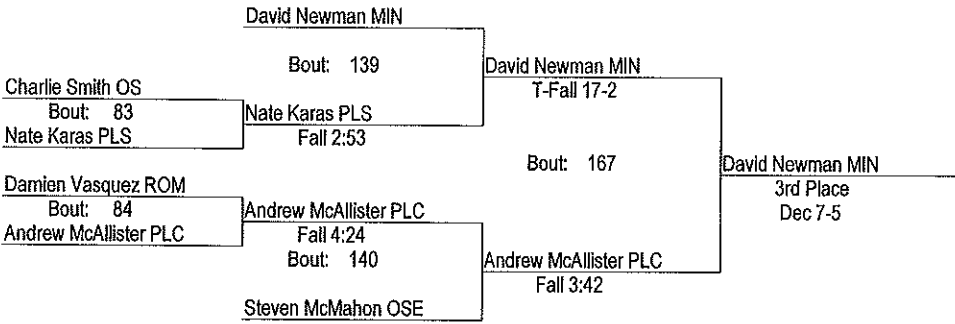 David Newman MIN
Bout: 139
David Newman MIN
Charlie Smith OS
T-Fall 17-2
Bout: 83
Nate Karas PLS
Nate Karas PLS
Fall 2:53
Bout: 167
David Newman MIN
Damien Vasquez ROM
3rd Place
Bout: 84
Andrew McAllister PLC
Dec 7-5
Andrew McAllister PLC
Fall 4:24
Bout: 140
Andrew McAllister PLC
Fall 3:42
Steven McMahon OSE